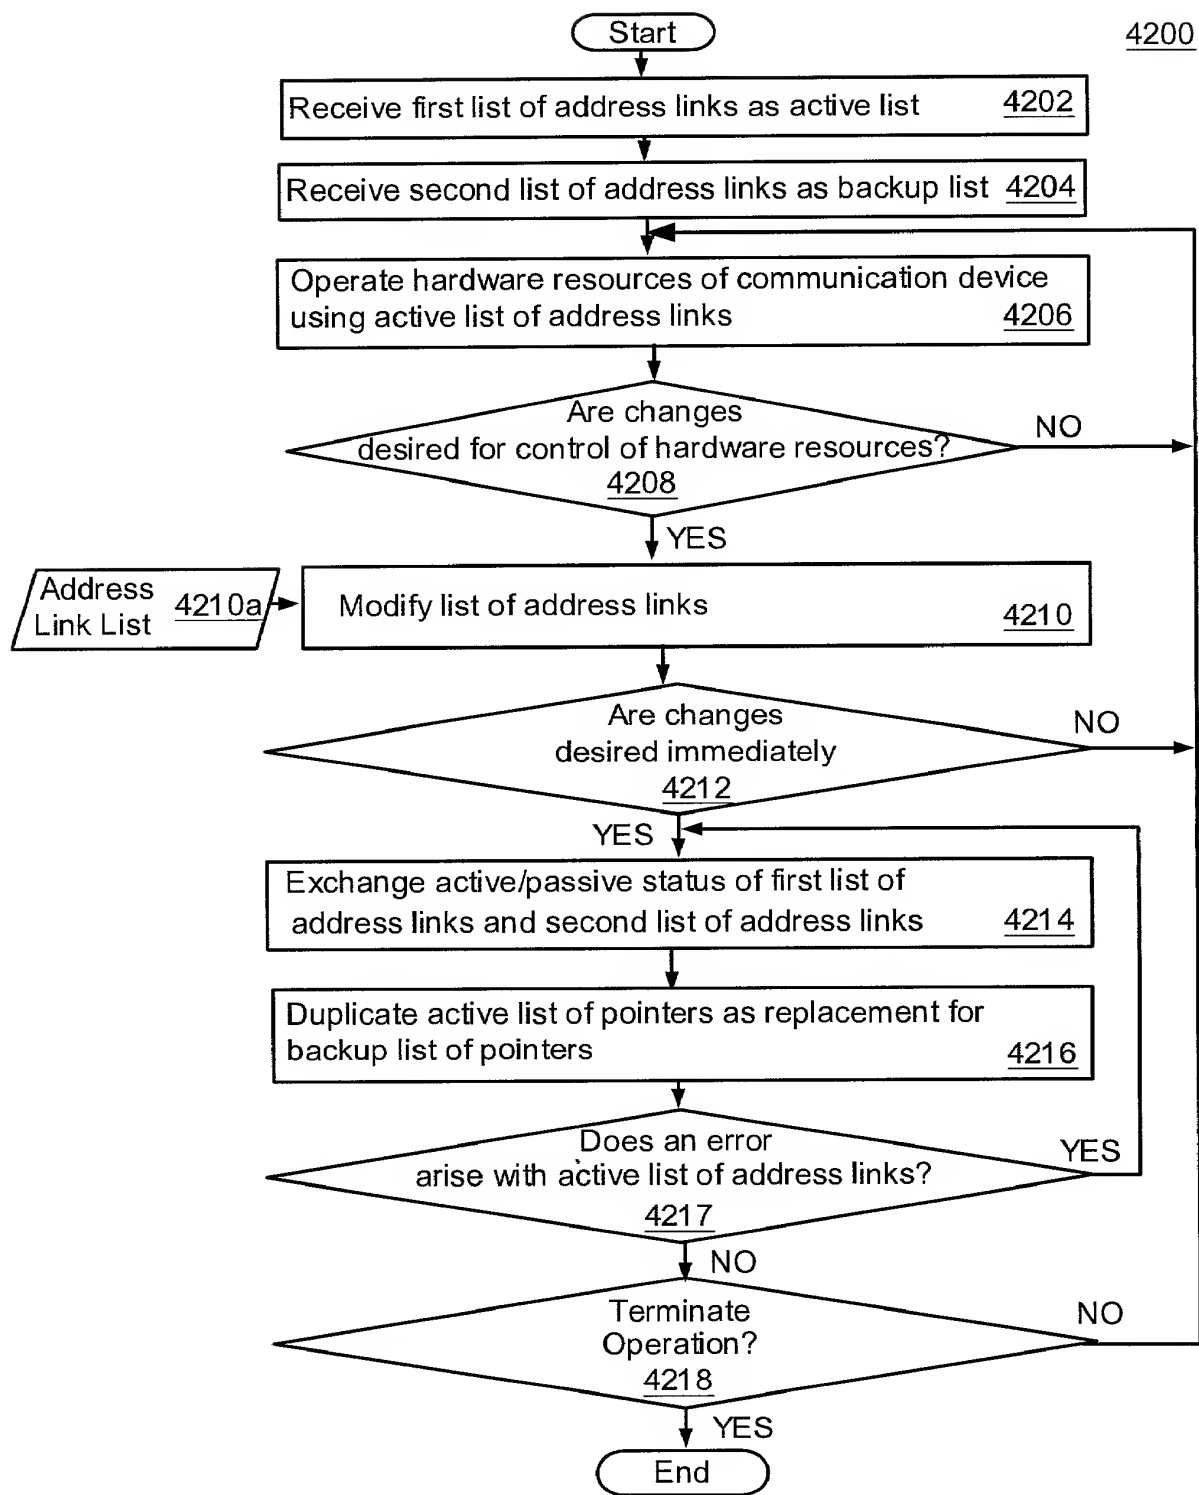 Start
4200
Receive first list of address links as active list 4202
Receive second list of address links as backup list 4204
Operate hardware resources of communication device
using active list of address links 4206
Are changes
desired for control of hardware resources?
4208
NO
YES
Address
Link List 4210a
Modify list of address links 4210
Are changes
desired immediately
4212
NO
YES
Exchange active/passive status of first list of
address links and second list of address links 4214
Duplicate active list of pointers as replacement for
backup list of pointers 4216
Does an error
arise with active list of address links?
4217
YES
NO
Terminate
Operation?
4218
NO
YES
End